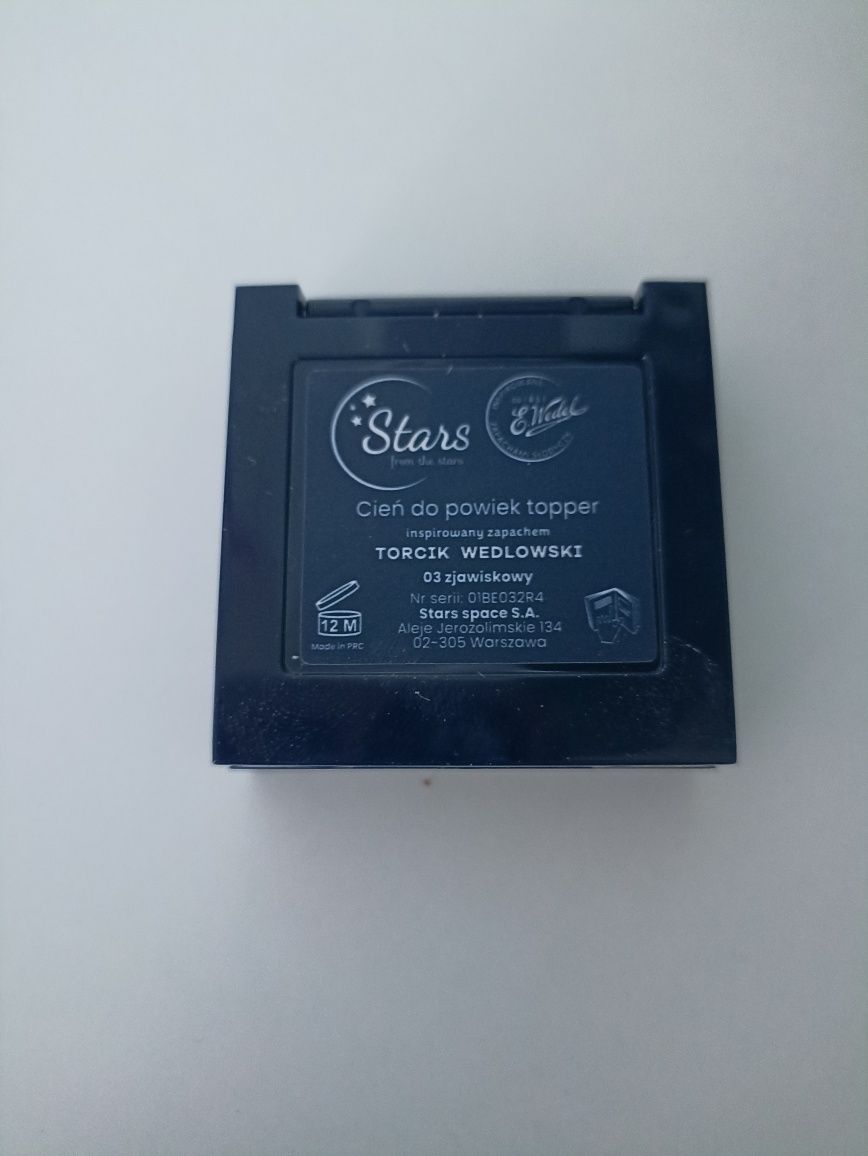 Stars
from the stars
E.Wedel
Cień do powiek topper
inspirowany zapachem
TORCIK WEDLOWSKI
03 zjawiskowy
Nr serii: 01BE032R4
Stars space S.A.
Aleje Jerozolimskie 134
02-305 Warszawa
12 M
Made in PRC